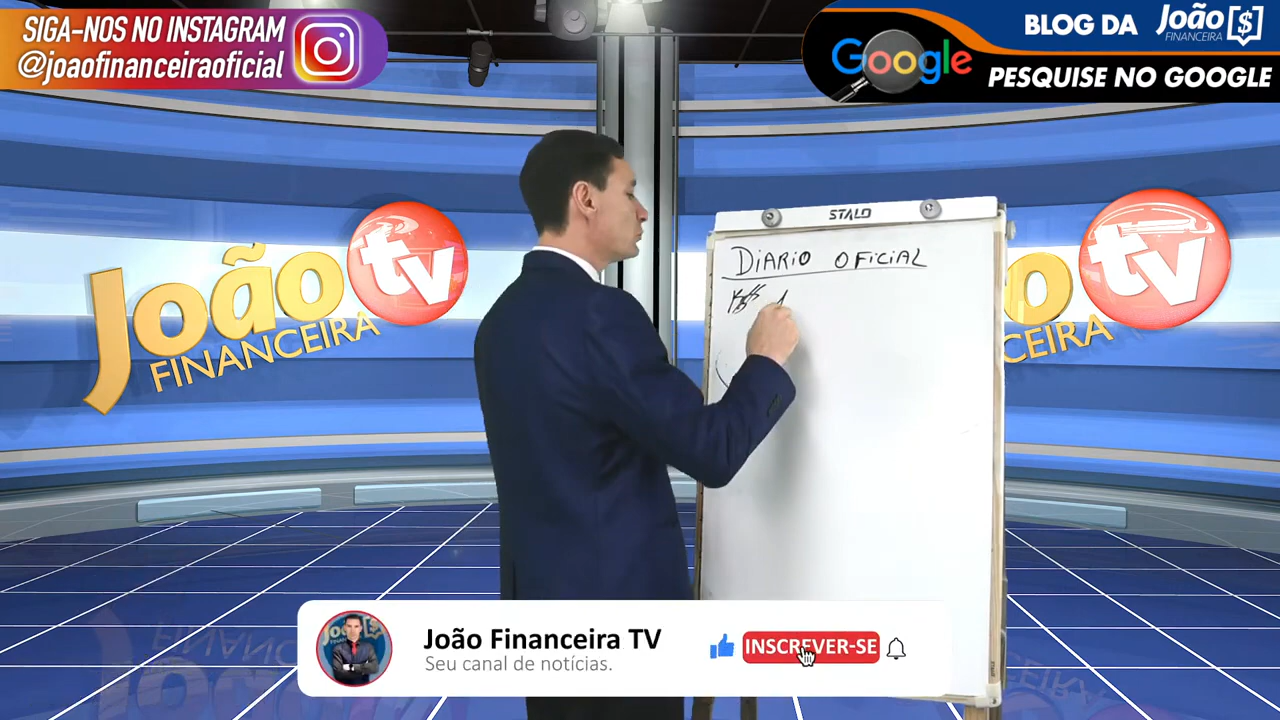 SIGA-NOS NO INSTAGRAM
@joaofinanceiraoficial
BLOG DA João FINANCEIRA
Google
PESQUISE NO GOOGLE
João tv
FINANCEIRA
STALO
DIARIO OFICIAL
o tv
CEIRA
João Financeira TV
Seu canal de notícias.
INSCREVER-SE